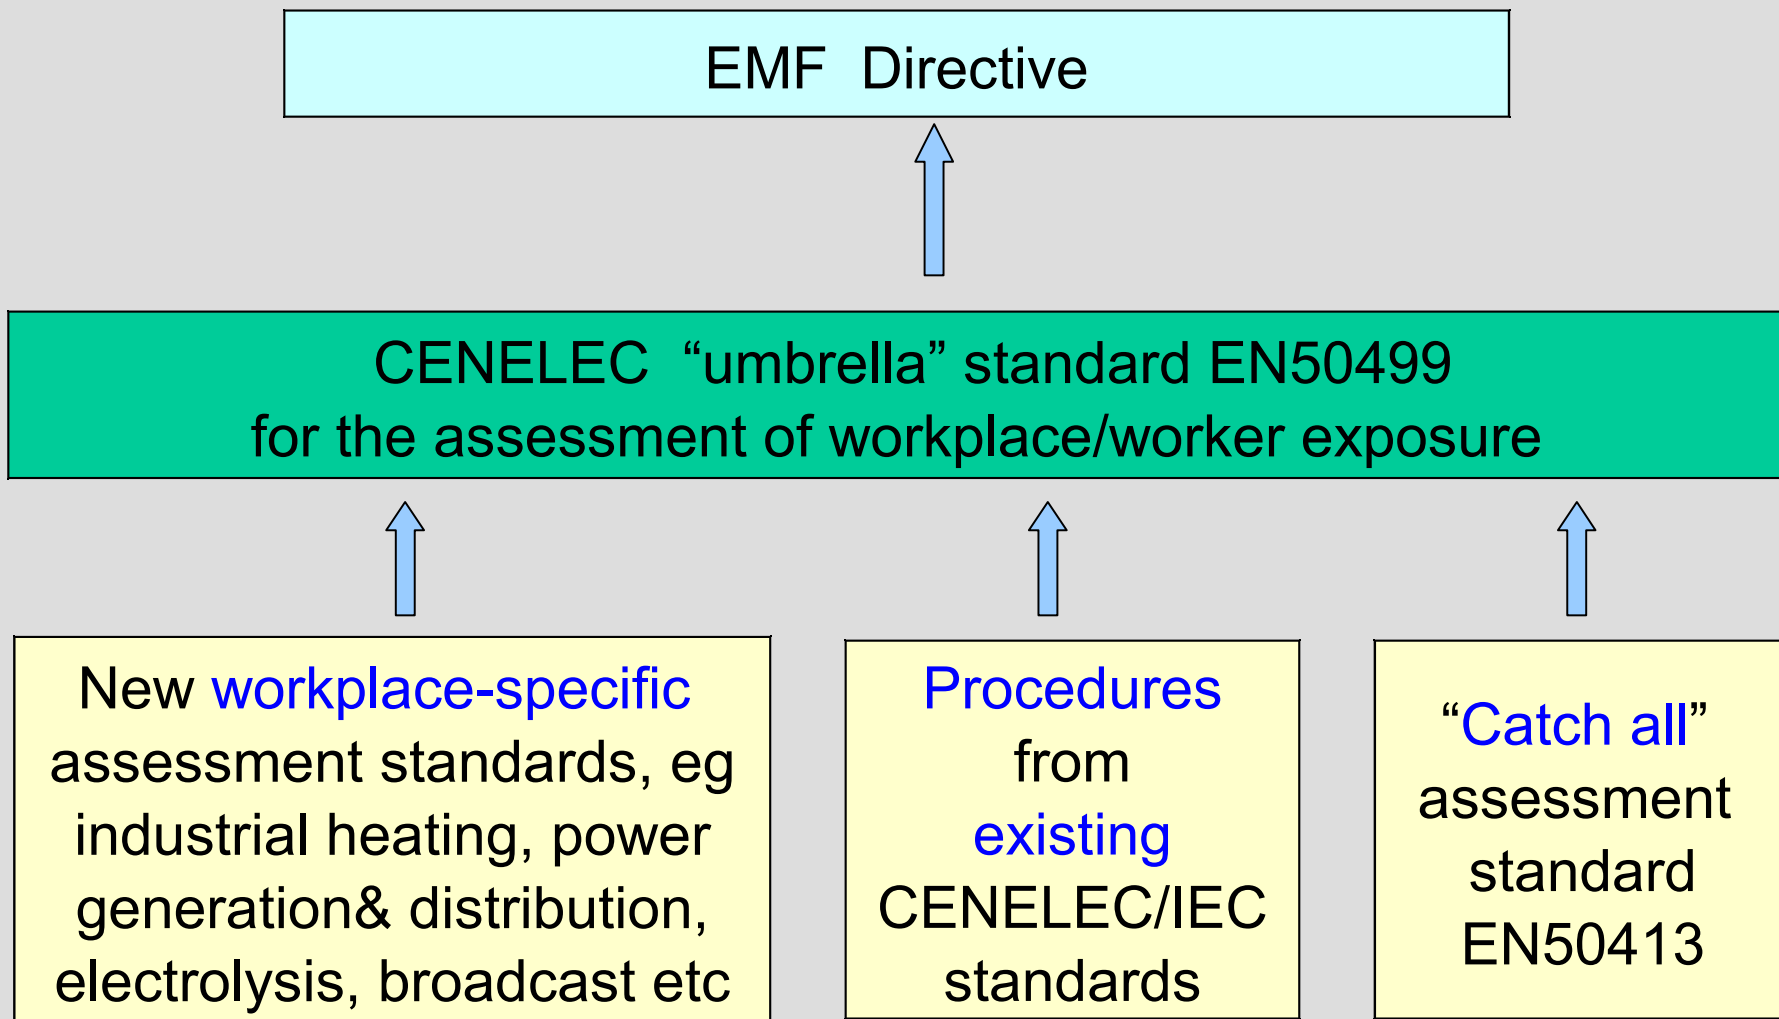 EMF Directive
CENELEC “umbrella” standard EN50499
for the assessment of workplace/worker exposure
New workplace-specific
assessment standards, eg
industrial heating, power
generation& distribution,
electrolysis, broadcast etc
Procedures
from
existing
CENELEC/IEC
standards
“Catch all”
assessment
standard
EN50413